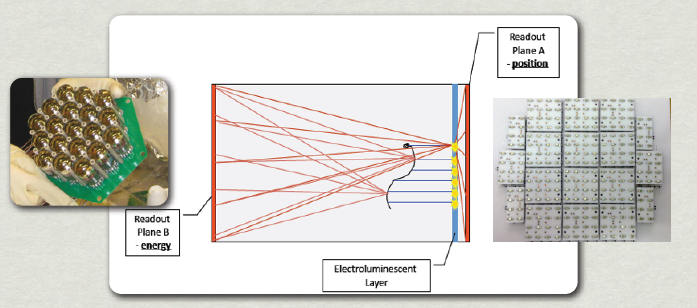 Readout
Plane A
- position
Readout
Plane B
- energy
Electroluminescent
Layer